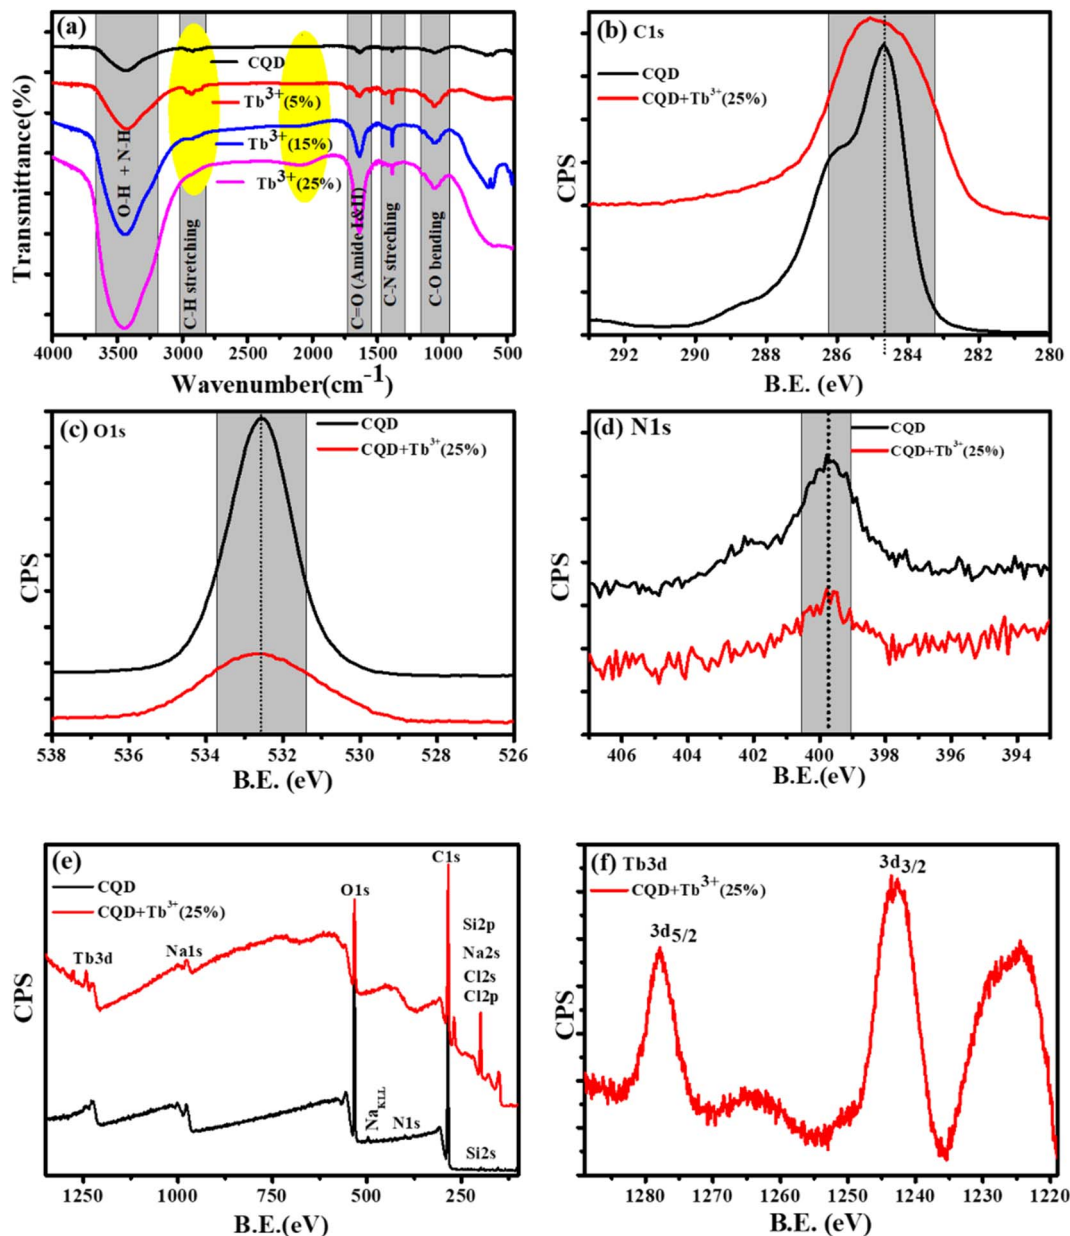 (a)
CQD
Tb3+(5%)
Tb3+(15%)
Tb3+(25%)
O-H + N-H
C-H stretching
C=O (Amide I&II)
C-N streching
C-O bending
Transmittance(%)
4000 3500 3000 2500 2000 1500 1000 500
Wavenumber(cm-1)
(b) C1s
CQD
CQD+Tb3+(25%)
CPS
292 290 288 286 284 282 280
B.E. (eV)
(c) O1s
CQD
CQD+Tb3+(25%)
CPS
538 536 534 532 530 528 526
B.E. (eV)
(d) N1s
CQD
CQD+Tb3+(25%)
CPS
406 404 402 400 398 396 394
B.E. (eV)
(e)
CQD
CQD+Tb3+(25%)
C1s
O1s
Si2p
Na2s
Cl2s
Cl2p
Tb3d
Na1s
NaKLL
N1s
Si2s
CPS
1250 1000 750 500 250
B.E.(eV)
(f) Tb3d
CQD+Tb3+(25%)
3d3/2
3d5/2
CPS
1280 1270 1260 1250 1240 1230 1220
B.E. (eV)